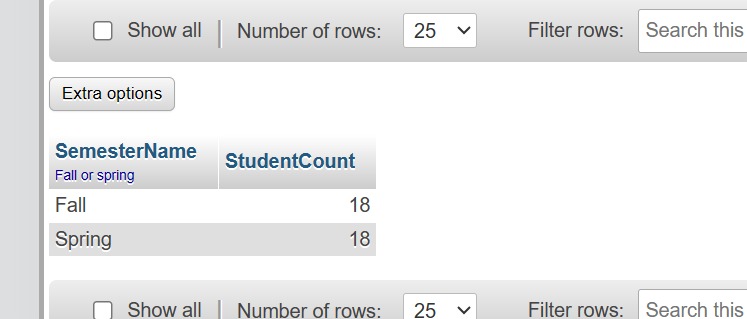 Show all Number of rows: 25 Filter rows: Search this
Extra options
SemesterName StudentCount
Fall or spring
Fall 18
Spring 18
Show all Number of rows: 25 Filter rows: Search this